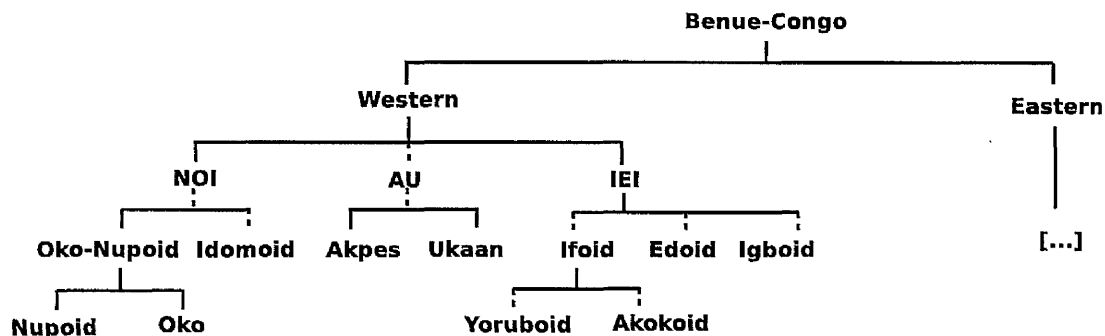 Benue-Congo
Western Eastern
NOI AU IEI
Oko-Nupoid Idomoid Akpes Ukaan Ifoid Edoid Igboid [...]
Nupoid Oko Yoruboid Akokoid